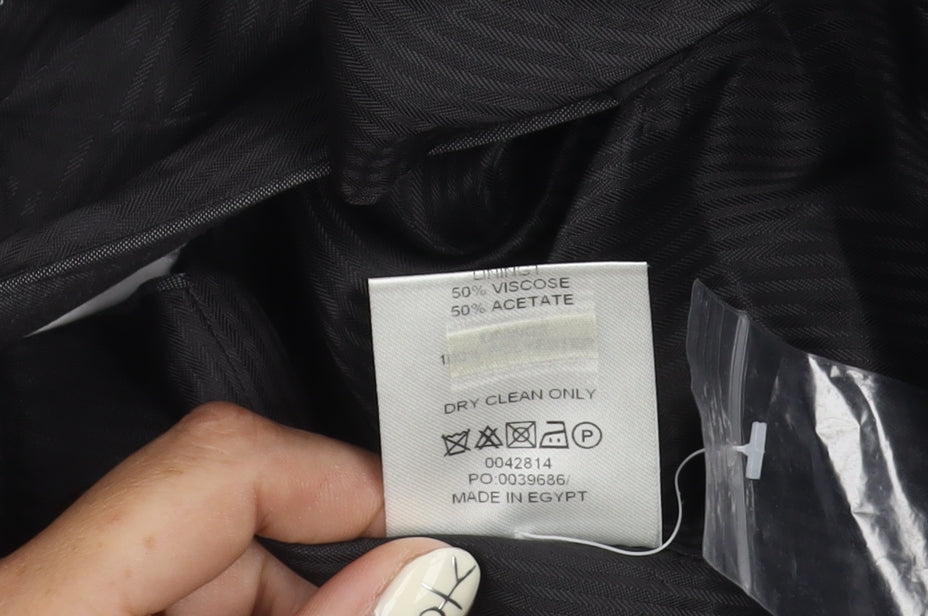 50% VISCOSE
50% ACETATE
DRY CLEAN ONLY
P
0042814
PO:0039686/
MADE IN EGYPT